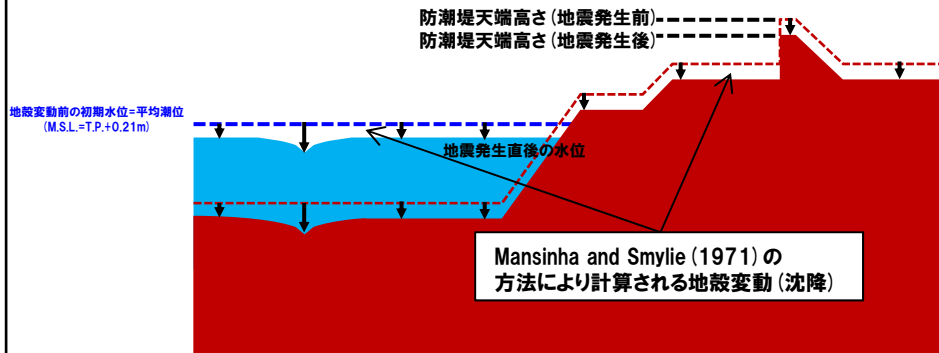 防潮堤天端高さ(地震発生前)
防潮堤天端高さ(地震発生後)
地殻変動前の初期水位=平均潮位
(M.S.L.=T.P.+0.21m)
地震発生直後の水位
Mansinha and Smylie(1971)の
方法により計算される地殻変動(沈降)